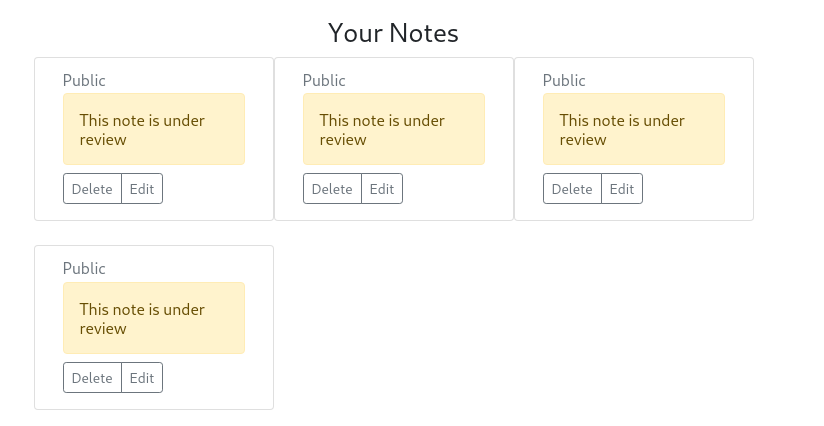 Your Notes
Public
This note is under
review
Delete Edit
Public
This note is under
review
Delete Edit
Public
This note is under
review
Delete Edit
Public
This note is under
review
Delete Edit